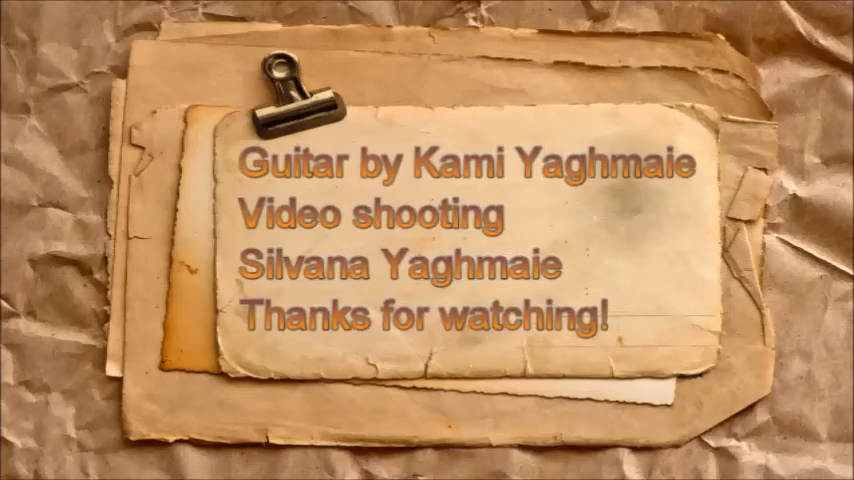 Guitar by Kami Yaghmaie
Video shooting
Silvana Yaghmaie
Thanks for watching!